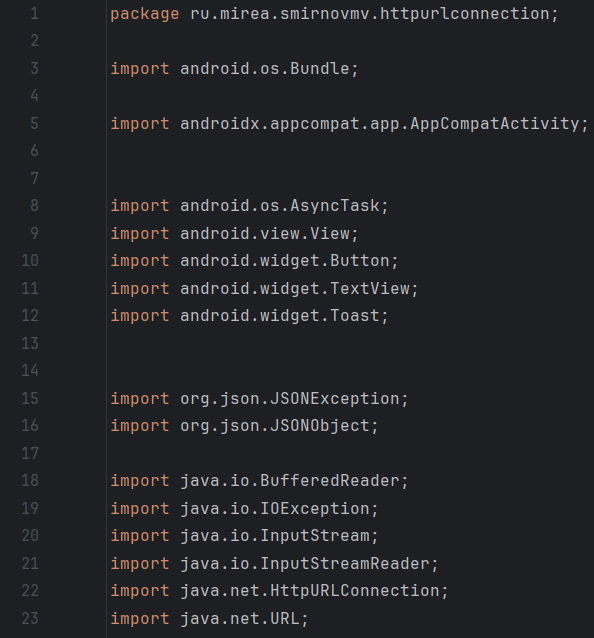 1 package ru.mirea.smirnovmv.httpurlconnection;
2
3 import android.os.Bundle;
4
5 import androidx.appcompat.app.AppCompatActivity;
6
7
8 import android.os.AsyncTask;
9 import android.view.View;
10 import android.widget.Button;
11 import android.widget.TextView;
12 import android.widget.Toast;
13
14
15 import org.json.JSONException;
16 import org.json.JSONObject;
17
18 import java.io.BufferedReader;
19 import java.io.IOException;
20 import java.io.InputStream;
21 import java.io.InputStreamReader;
22 import java.net.HttpURLConnection;
23 import java.net.URL;